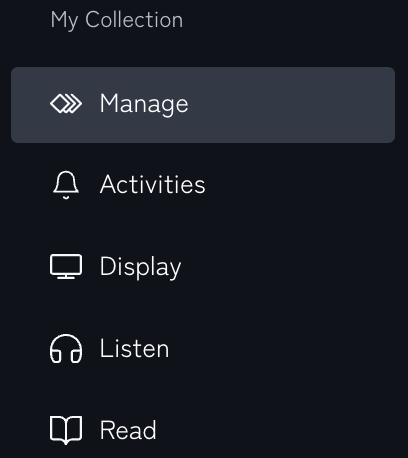 My Collection
Manage
Activities
Display
Listen
Read